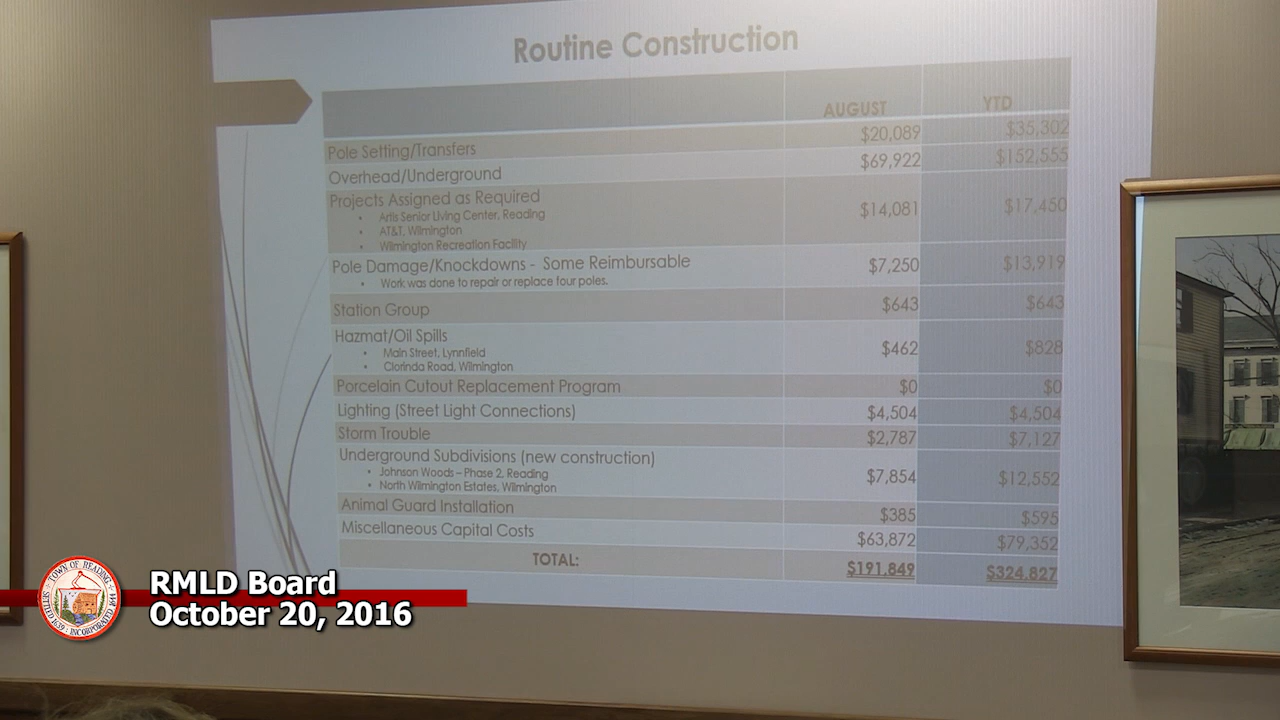 Routine Construction
AUGUST YTD
Pole Setting/Transfers $20,089 $35,302
Overhead/Underground $69,922 $152,555
Projects Assigned as Required $14,081 $17,450
• Artis Senior Living Center, Reading
• AT&T, Wilmington
• Wilmington Recreation Facility
Pole Damage/Knockdowns - Some Reimbursable $7,250 $13,919
• Work was done to repair or replace four poles.
Station Group $643 $643
Hazmat/Oil Spills $462 $828
• Main Street, Lynnfield
• Clorinda Road, Wilmington
Porcelain Cutout Replacement Program $0 $0
Lighting (Street Light Connections) $4,504 $4,504
Storm Trouble $2,787 $7,127
Underground Subdivisions (new construction) $7,854 $12,552
• Johnson Woods – Phase 2, Reading
• North Wilmington Estates, Wilmington
Animal Guard Installation $385 $595
Miscellaneous Capital Costs $63,872 $79,352
TOTAL: $191,849 $324,827
TOWN OF READING
1639 INCORPORATED
RMLD Board
October 20, 2016